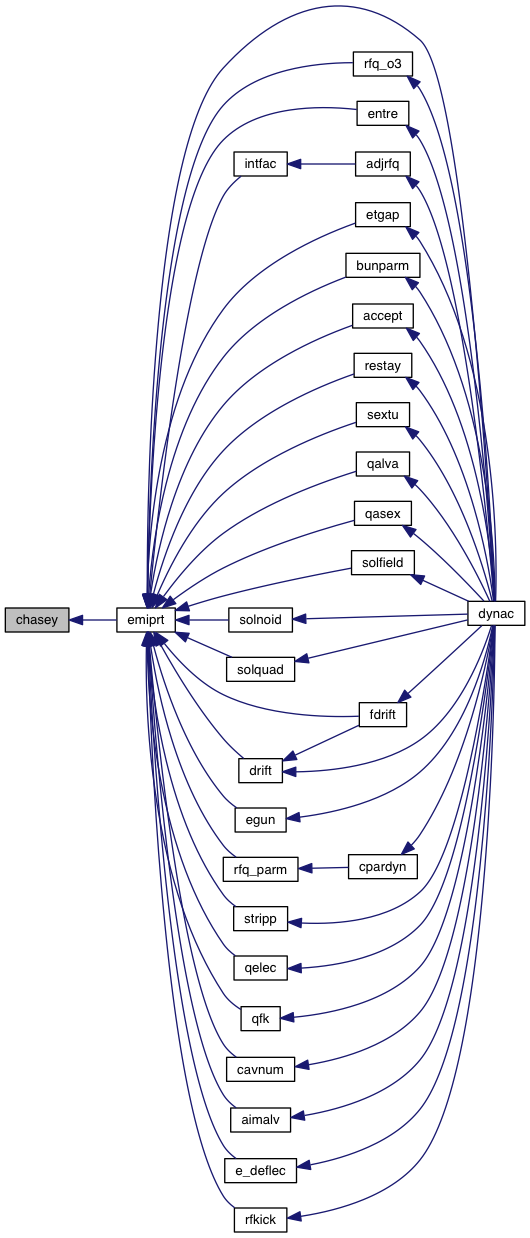 rfq_o3
entre
intfac
adjrfq
etgap
bunparm
accept
restay
sextu
qalva
qasex
solfield
chasey
emiprt
solnoid
dynac
solquad
fdrift
drift
egun
rfq_parm
cpardyn
stripp
qelec
qfk
cavnum
aimalv
e_deflec
rfkick